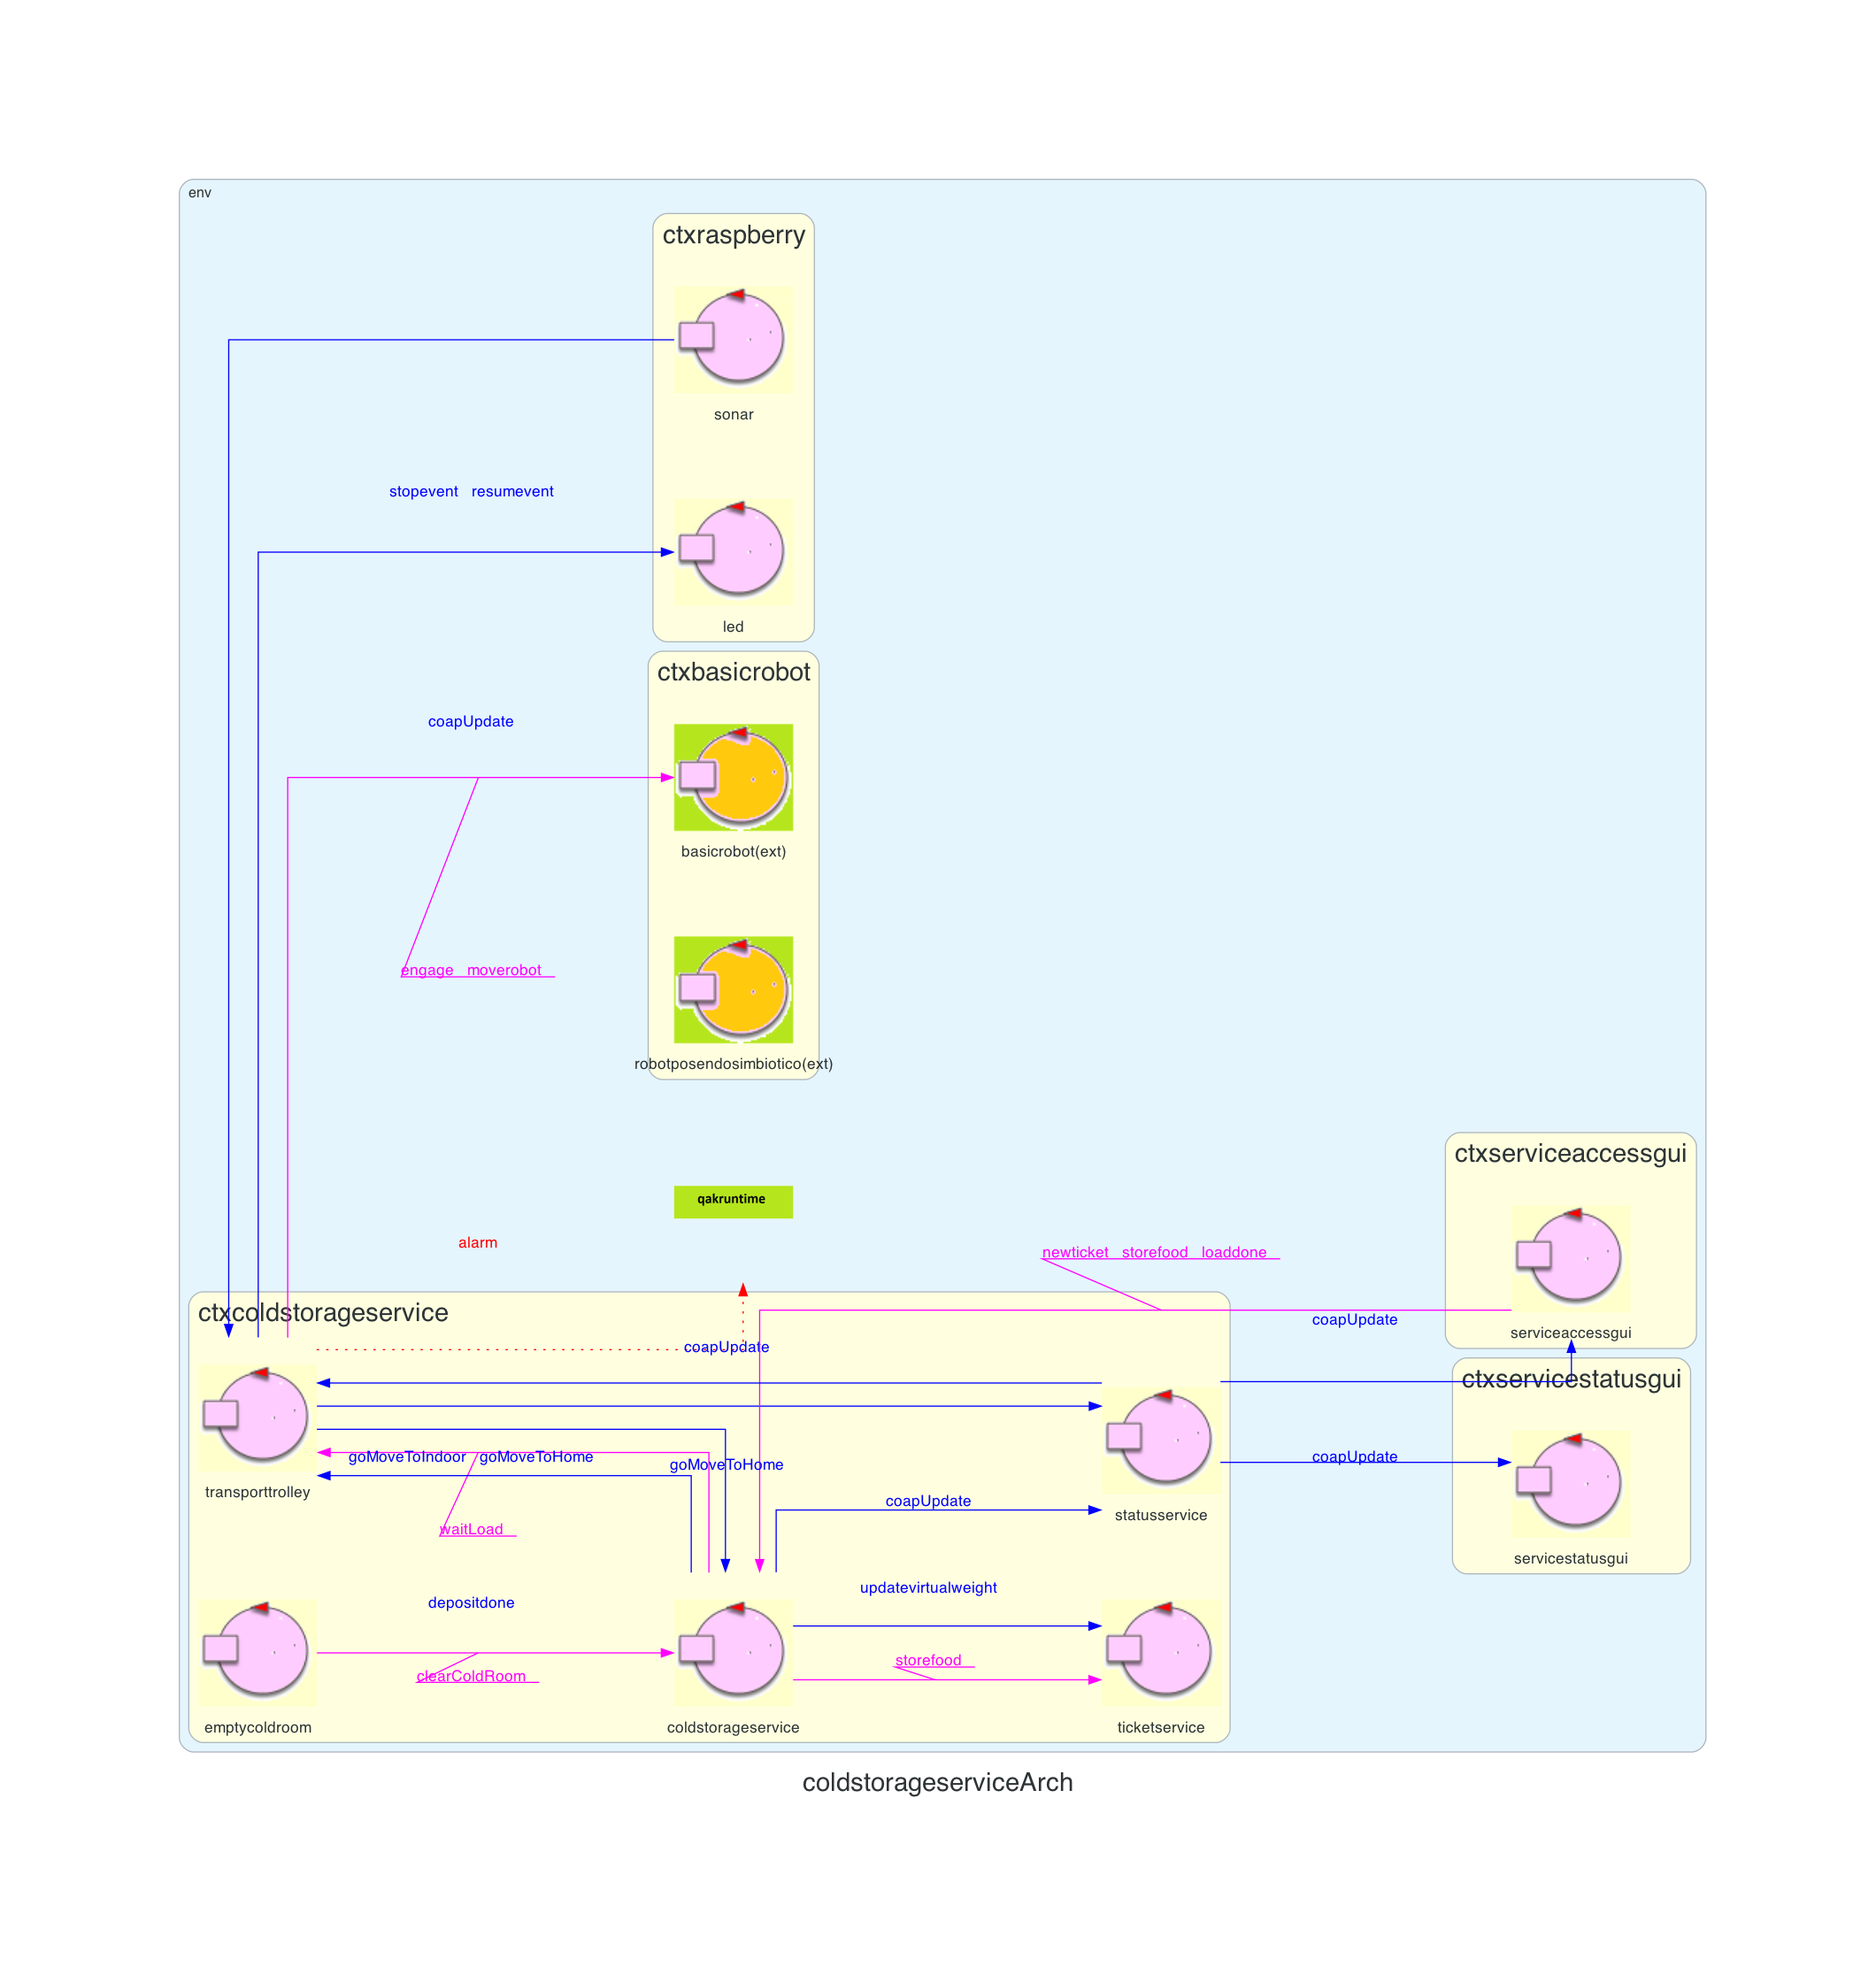 env
ctxraspberry
sonar
stopevent resumevent
led
ctxbasicrobot
coapUpdate
basicrobot(ext)
engage moverobot
robotposendosimbiotico(ext)
ctxserviceaccessgui
qakruntime
alarm
newticket storefood loaddone
ctxcoldstorageservice
coapUpdate
serviceaccessgui
coapUpdate
ctxservicestatusgui
goMoveToIndoor goMoveToHome
goMoveToHome
coapUpdate
transporttrolley
coapUpdate
statusservice
waitLoad
servicestatusgui
updatevirtualweight
depositdone
storefood
clearColdRoom
emptycoldroom
coldstorageservice
ticketservice
coldstorageserviceArch